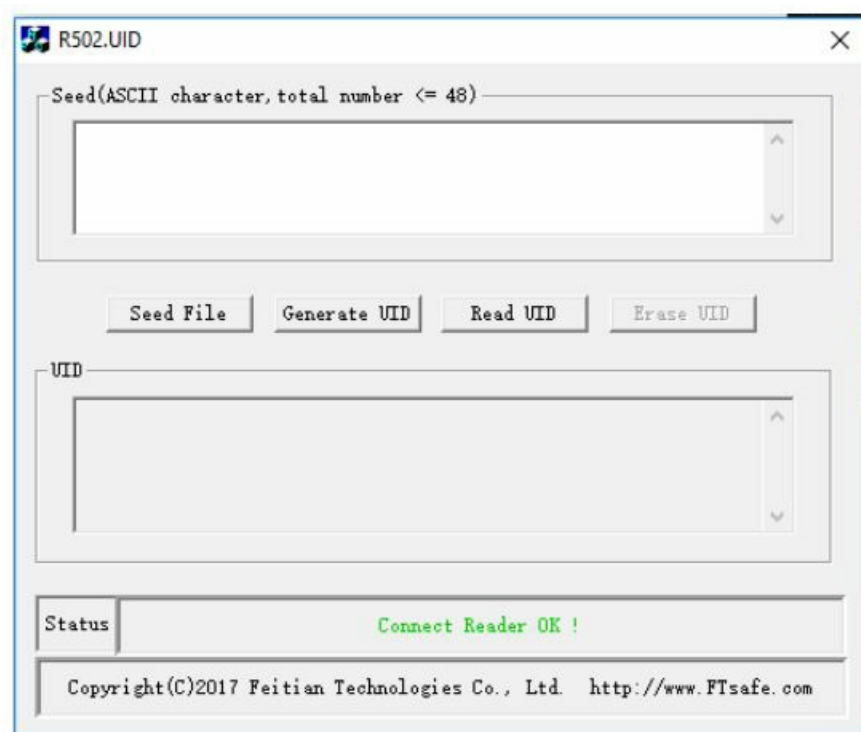 R502.UID
Seed(ASCII character,total number <= 48)
Seed File Generate UID Read UID Erase UID
UID
Status Connect Reader OK !
Copyright(C)2017 Feitian Technologies Co., Ltd. http://www.FTsafe.com